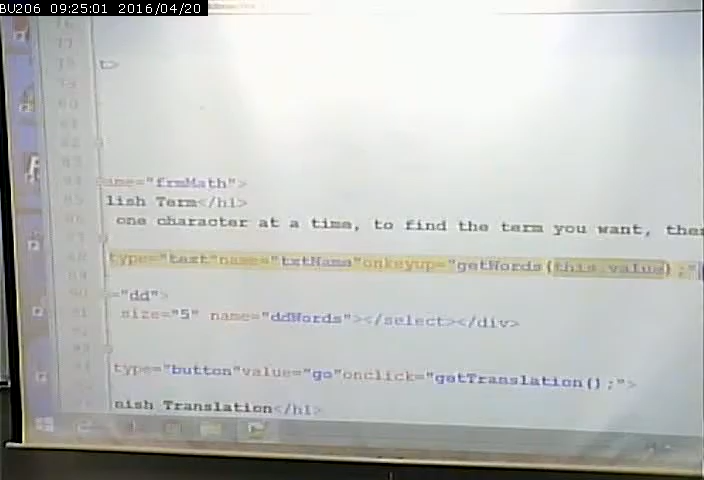 BU206 09:25:01 2016/04/20
ame="frmMath">
lish Term</h1>
one character at a time, to find the term you want, then
type="text"name="txtName"onkeyup="getWords(this.value);"
="dd">
size="5" name="ddWords"></select></div>
type="button"value="go"onclick="getTranslation();">
nish Translation</h1>